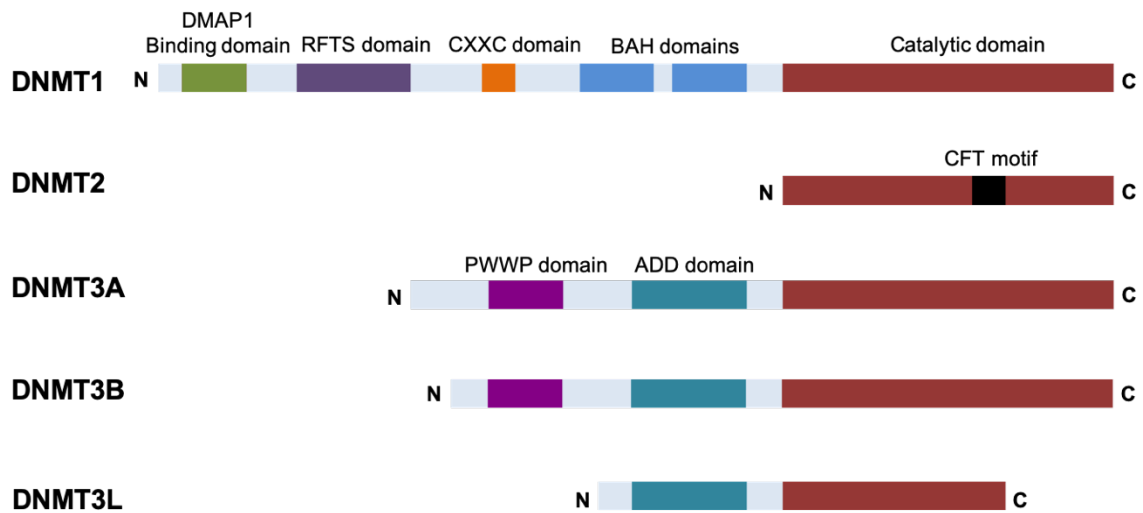 DMAP1
Binding domain RFTS domain CXXC domain BAH domains Catalytic domain
DNMT1 N C
CFT motif
DNMT2 N C
PWWP domain ADD domain
DNMT3A N C
DNMT3B N C
DNMT3L N C